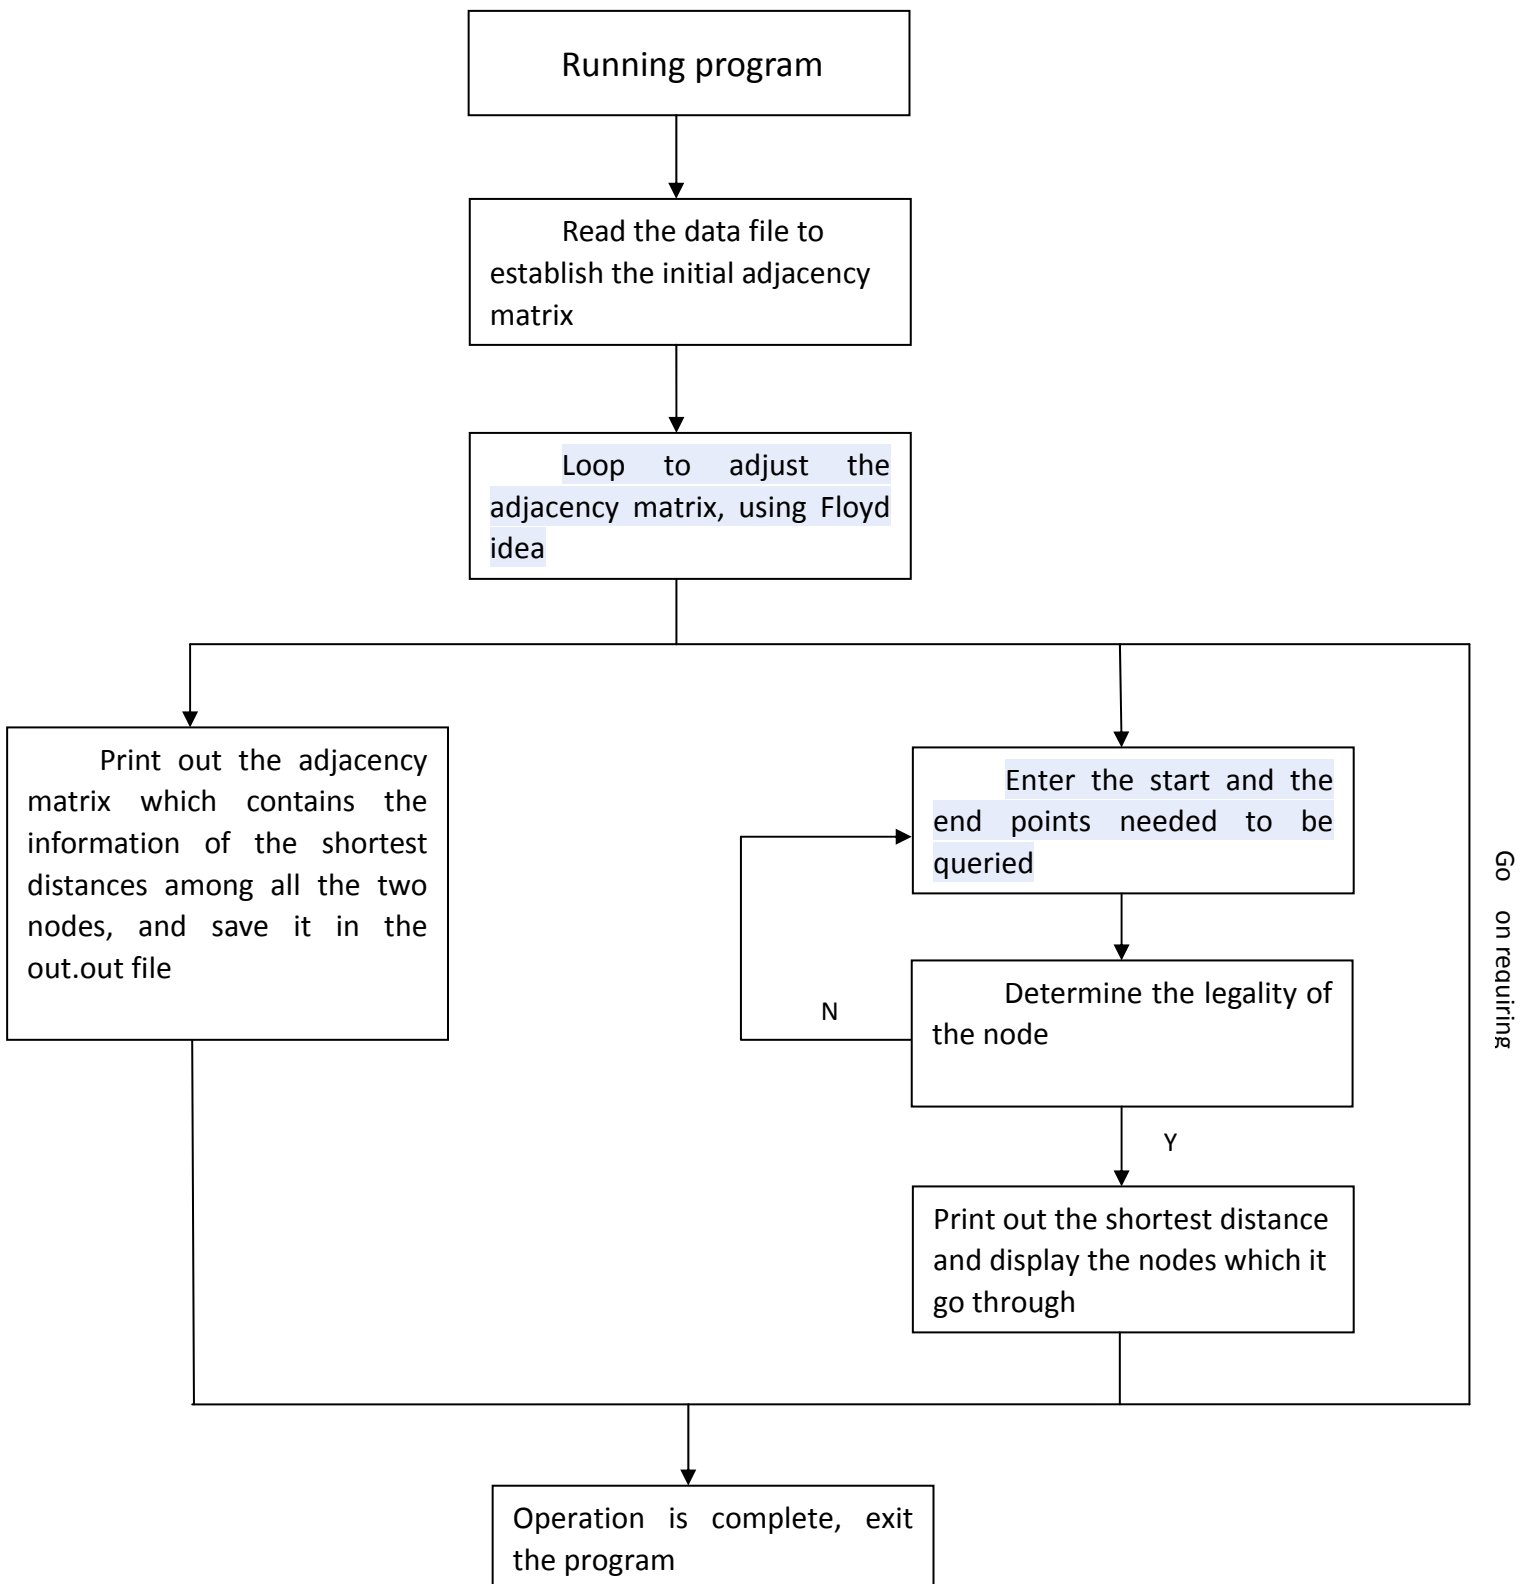 Running program
Read the data file to
establish the initial adjacency
matrix
Loop to adjust the
adjacency matrix, using Floyd
idea
Print out the adjacency
matrix which contains the
information of the shortest
distances among all the two
nodes, and save it in the
out.out file
Enter the start and the
end points needed to be
queried
Go on requiring
N
Determine the legality of
the node
Y
Print out the shortest distance
and display the nodes which it
go through
Operation is complete, exit
the program